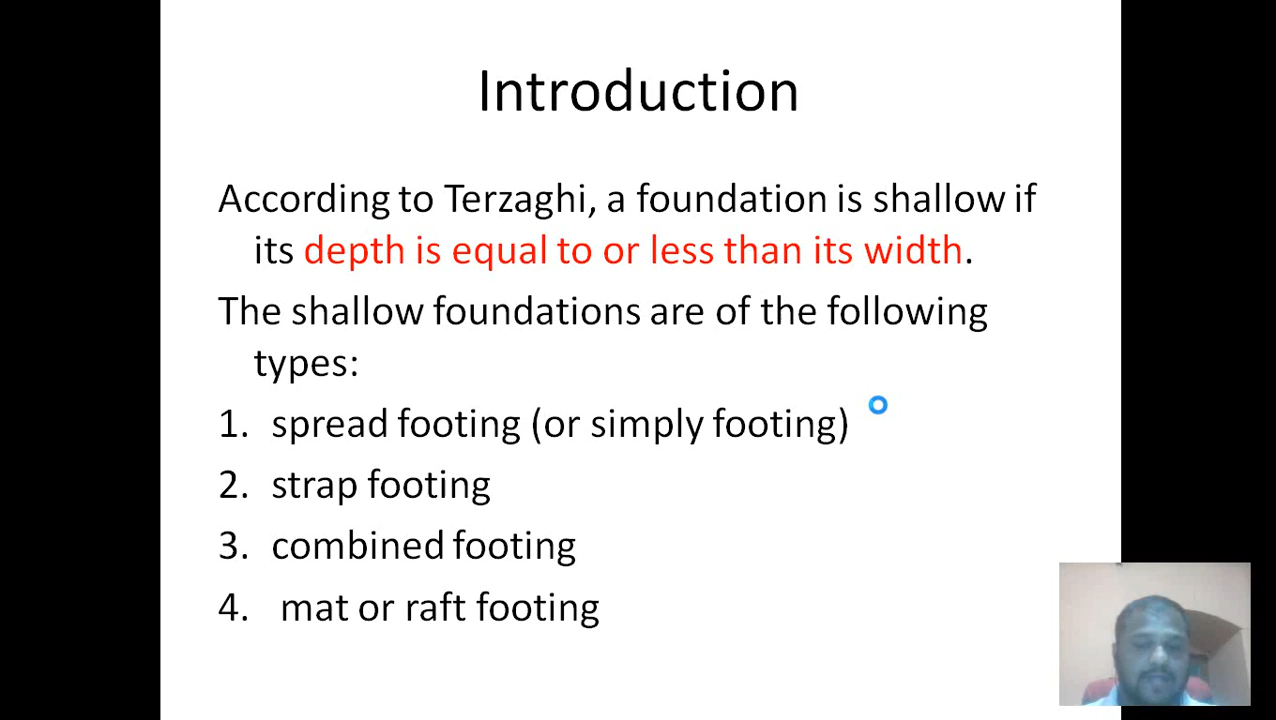 Introduction
According to Terzaghi, a foundation is shallow if
its depth is equal to or less than its width.
The shallow foundations are of the following
types:
1. spread footing (or simply footing)
2. strap footing
3. combined footing
4. mat or raft footing